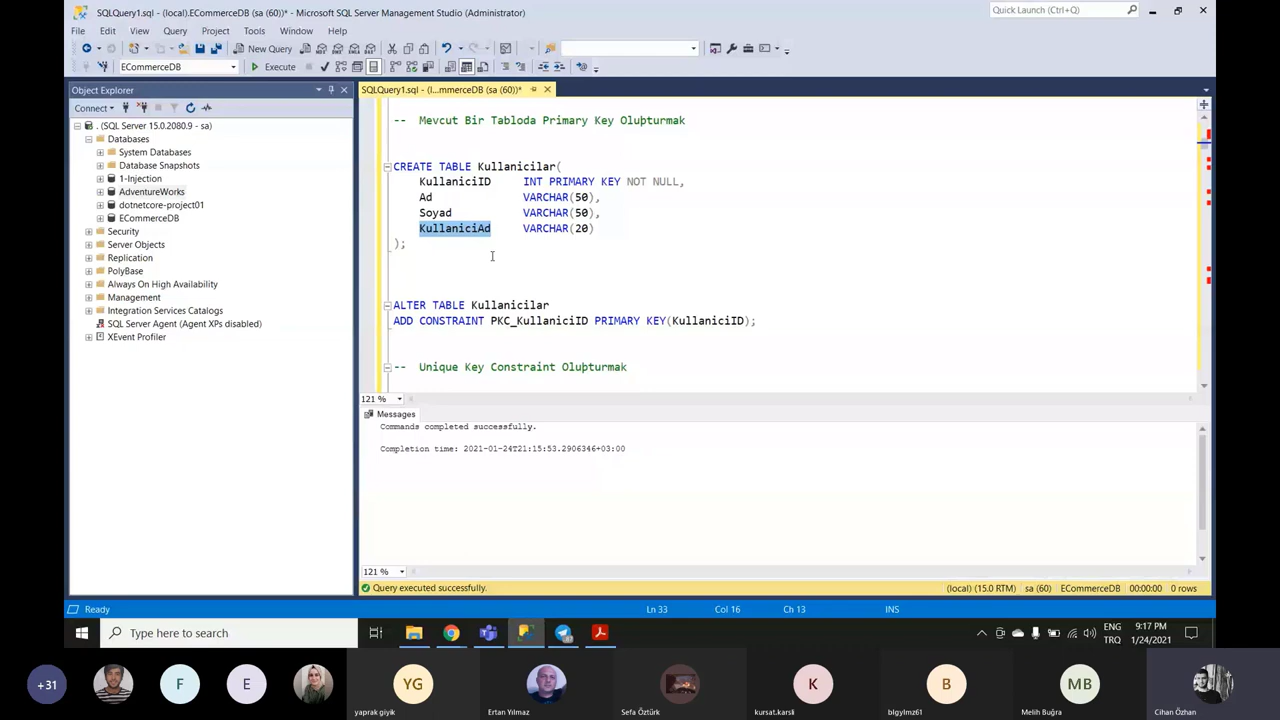 SQLQuery1.sql - (local).ECommerceDB (sa (60))* - Microsoft SQL Server Management Studio (Administrator)
Quick Launch (Ctrl+Q)
File Edit View Query Project Tools Window Help
New Query
ECommerceDB
Execute
Object Explorer
SQLQuery1.sql - (l...mmerceDB (sa (60))*
Connect
. (SQL Server 15.0.2080.9 - sa)
Databases
System Databases
Database Snapshots
1-Injection
AdventureWorks
dotnetcore-project01
ECommerceDB
Security
Server Objects
Replication
PolyBase
Always On High Availability
Management
Integration Services Catalogs
SQL Server Agent (Agent XPs disabled)
XEvent Profiler
-- Mevcut Bir Tabloda Primary Key Oluþturmak
CREATE TABLE Kullanicilar(
KullaniciID INT PRIMARY KEY NOT NULL,
Ad VARCHAR(50),
Soyad VARCHAR(50),
KullaniciAd VARCHAR(20)
);
ALTER TABLE Kullanicilar
ADD CONSTRAINT PKC_KullaniciID PRIMARY KEY(KullaniciID);
-- Unique Key Constraint Oluþturmak
121 %
Messages
Commands completed successfully.
Completion time: 2021-01-24T21:15:53.2906346+03:00
121 %
Query executed successfully.
(local) (15.0 RTM) sa (60) ECommerceDB 00:00:00 0 rows
Ready
Ln 33 Col 16 Ch 13 INS
Type here to search
ENG
TRQ
9:17 PM
1/24/2021
+31
F
E
YG
K
B
MB
yaprak giyik
Ertan Yılmaz
Sefa Öztürk
kursat.karsli
blgylmz61
Melih Buğra
Cihan Özhan